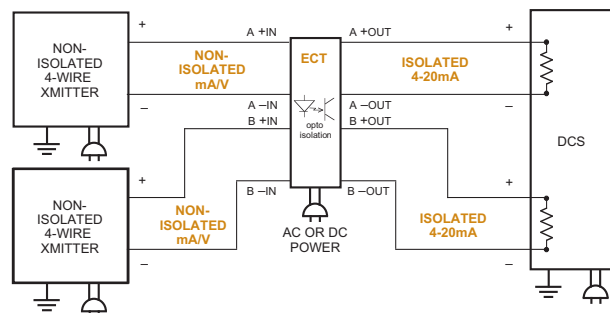 +
A +IN
A +OUT
+
NON-
ISOLATED
4-WIRE
XMITTER
NON-
ISOLATED
mA/V
ECT
ISOLATED
4-20mA
–
A –IN
A –OUT
–
B +IN
B +OUT
opto
isolation
DCS
+
+
NON-
ISOLATED
4-WIRE
XMITTER
B –IN
B –OUT
NON-
ISOLATED
mA/V
AC OR DC
POWER
ISOLATED
4-20mA
–
–